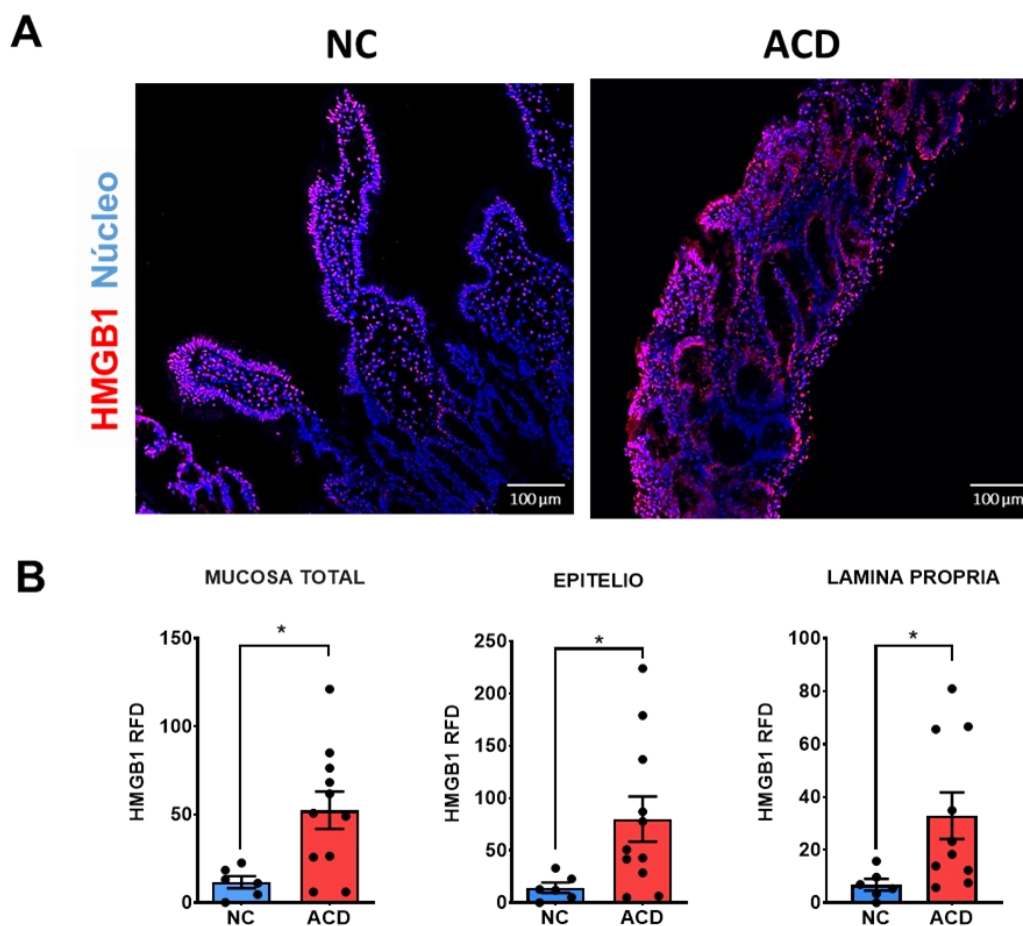 A
NC
ACD
HMGB1 Núcleo
100 µm
100 µm
B
MUCOSA TOTAL
EPITELIO
LAMINA PROPRIA
HMGB1 RFD
150
100
50
0
*
NC
ACD
HMGB1 RFD
250
200
150
100
50
0
*
NC
ACD
HMGB1 RFD
100
80
60
40
20
0
*
NC
ACD